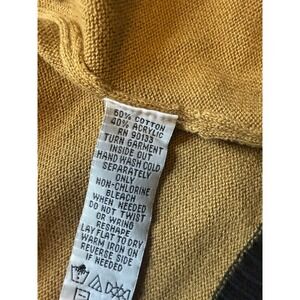 60% COTTON
40% ACRYLIC
RN 90133
TURN GARMENT
INSIDE OUT
HAND WASH COLD
SEPARATELY
ONLY
NON-CHLORINE
BLEACH
WHEN NEEDED
DO NOT TWIST
OR WRING
RESHAPE
LAY FLAT TO DRY
WARM IRON ON
REVERSE SIDE
IF NEEDED